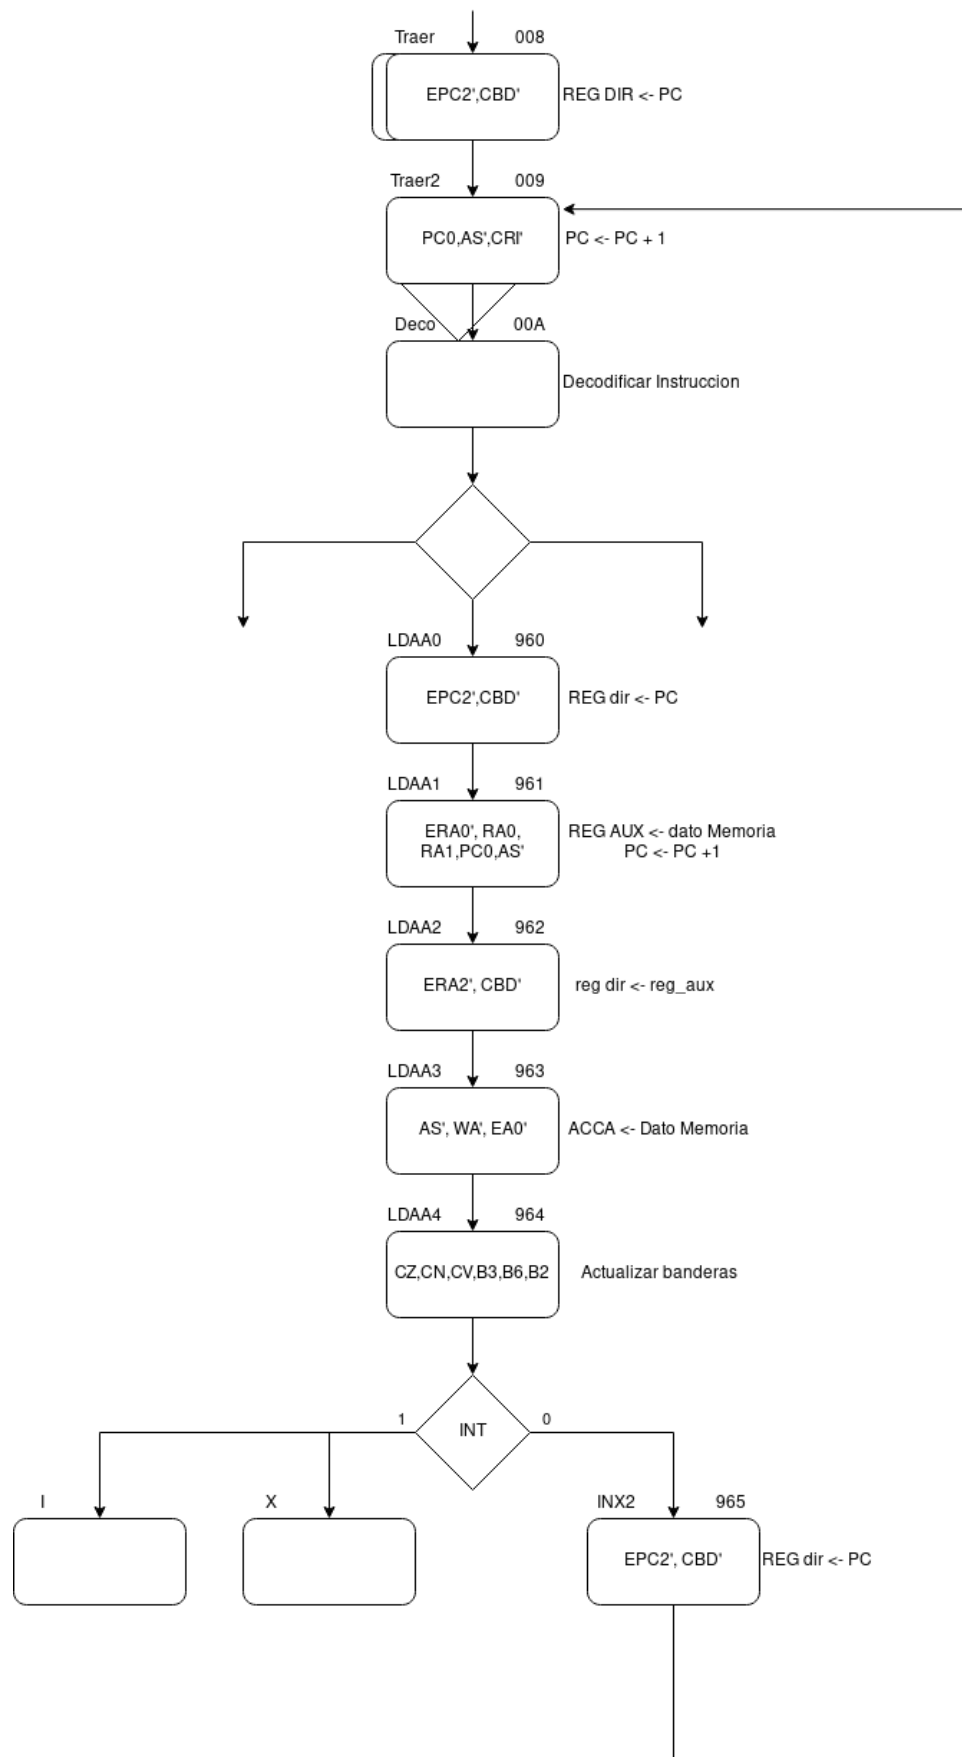 Traer 008
EPC2',CBD'
REG DIR <- PC
Traer2 009
PC0,AS',CRI'
PC <- PC + 1
Deco 00A
Decodificar Instruccion
LDAA0 960
EPC2',CBD'
REG dir <- PC
LDAA1 961
ERA0', RA0,
RA1,PC0,AS'
REG AUX <- dato Memoria
PC <- PC +1
LDAA2 962
ERA2', CBD'
reg dir <- reg_aux
LDAA3 963
AS', WA', EA0'
ACCA <- Dato Memoria
LDAA4 964
CZ,CN,CV,B3,B6,B2
Actualizar banderas
1 INT 0
I X INX2 965
EPC2', CBD'
REG dir <- PC